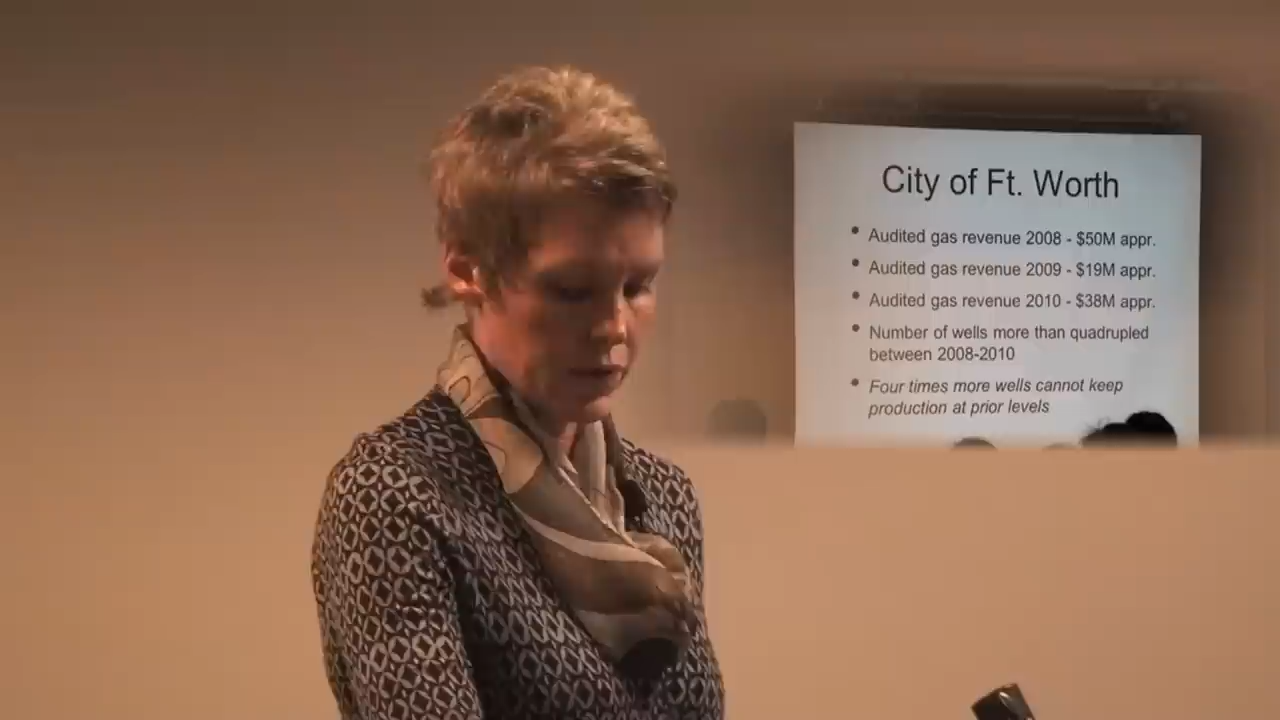 City of Ft. Worth
• Audited gas revenue 2008 - $50M appr.
• Audited gas revenue 2009 - $19M appr.
• Audited gas revenue 2010 - $38M appr.
• Number of wells more than quadrupled
between 2008-2010
• Four times more wells cannot keep
production at prior levels